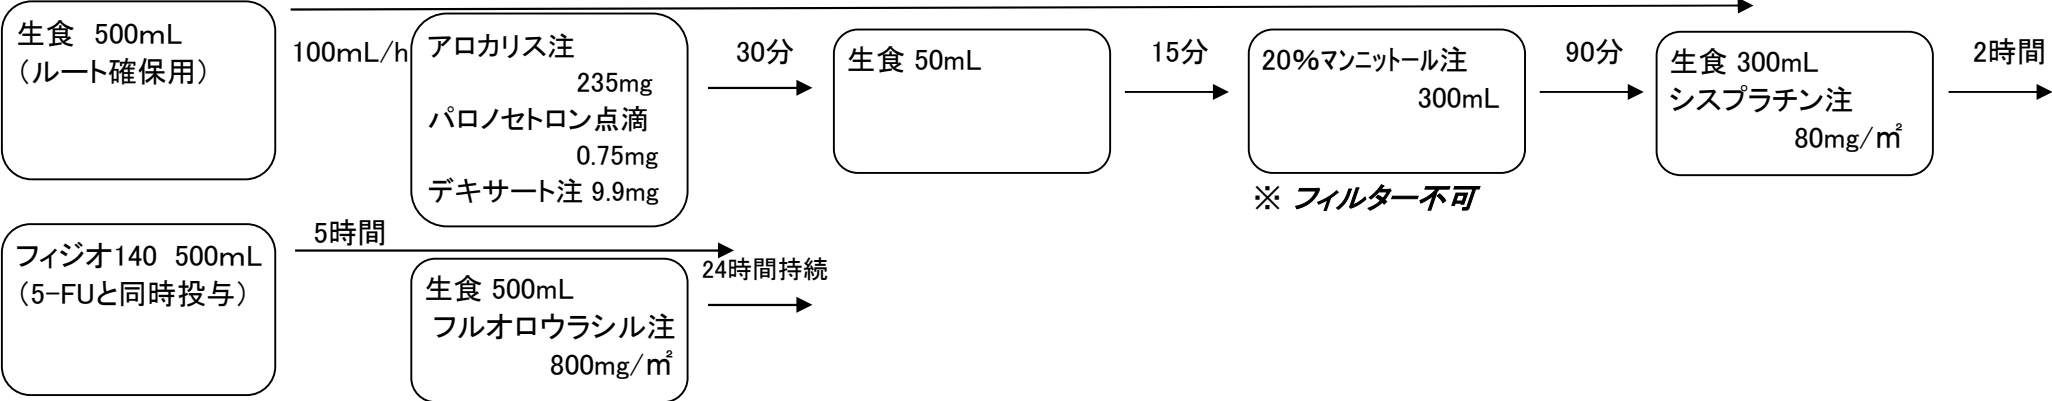 生食　500mL
（ルート確保用）
100mL/h
アロカリス注
235mg
パロノセトロン点滴
0.75mg
デキサート注 9.9mg
30分
生食 50mL
15分
20%マンニットール注
300mL
※ フィルター不可
90分
生食 300mL
シスプラチン注
80mg/㎡
2時間
フィジオ140　500mL
（5-FUと同時投与）
5時間
生食 500mL
フルオロウラシル注
800mg/㎡
24時間持続